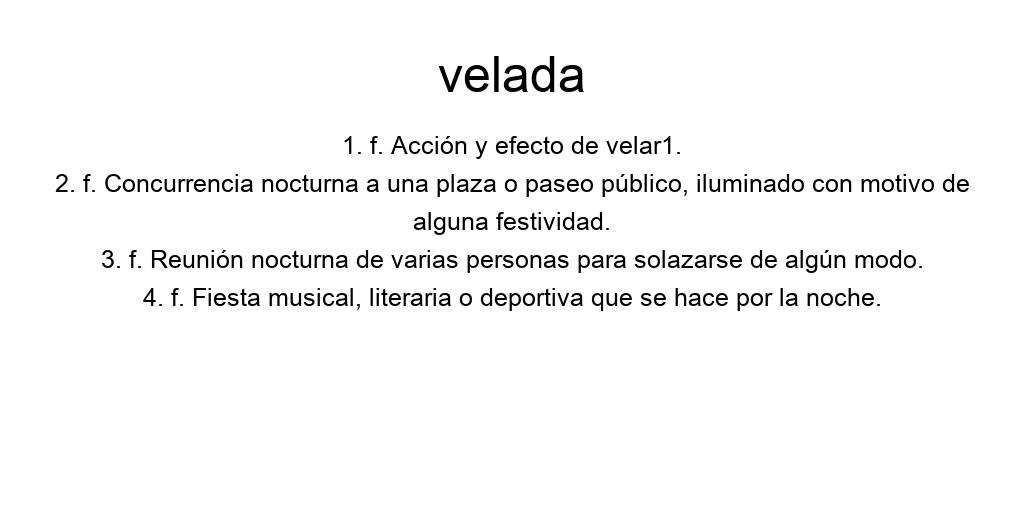 velada
1. f. Acción y efecto de velar1.
2. f. Concurrencia nocturna a una plaza o paseo público, iluminado con motivo de
alguna festividad.
3. f. Reunión nocturna de varias personas para solazarse de algún modo.
4. f. Fiesta musical, literaria o deportiva que se hace por la noche.